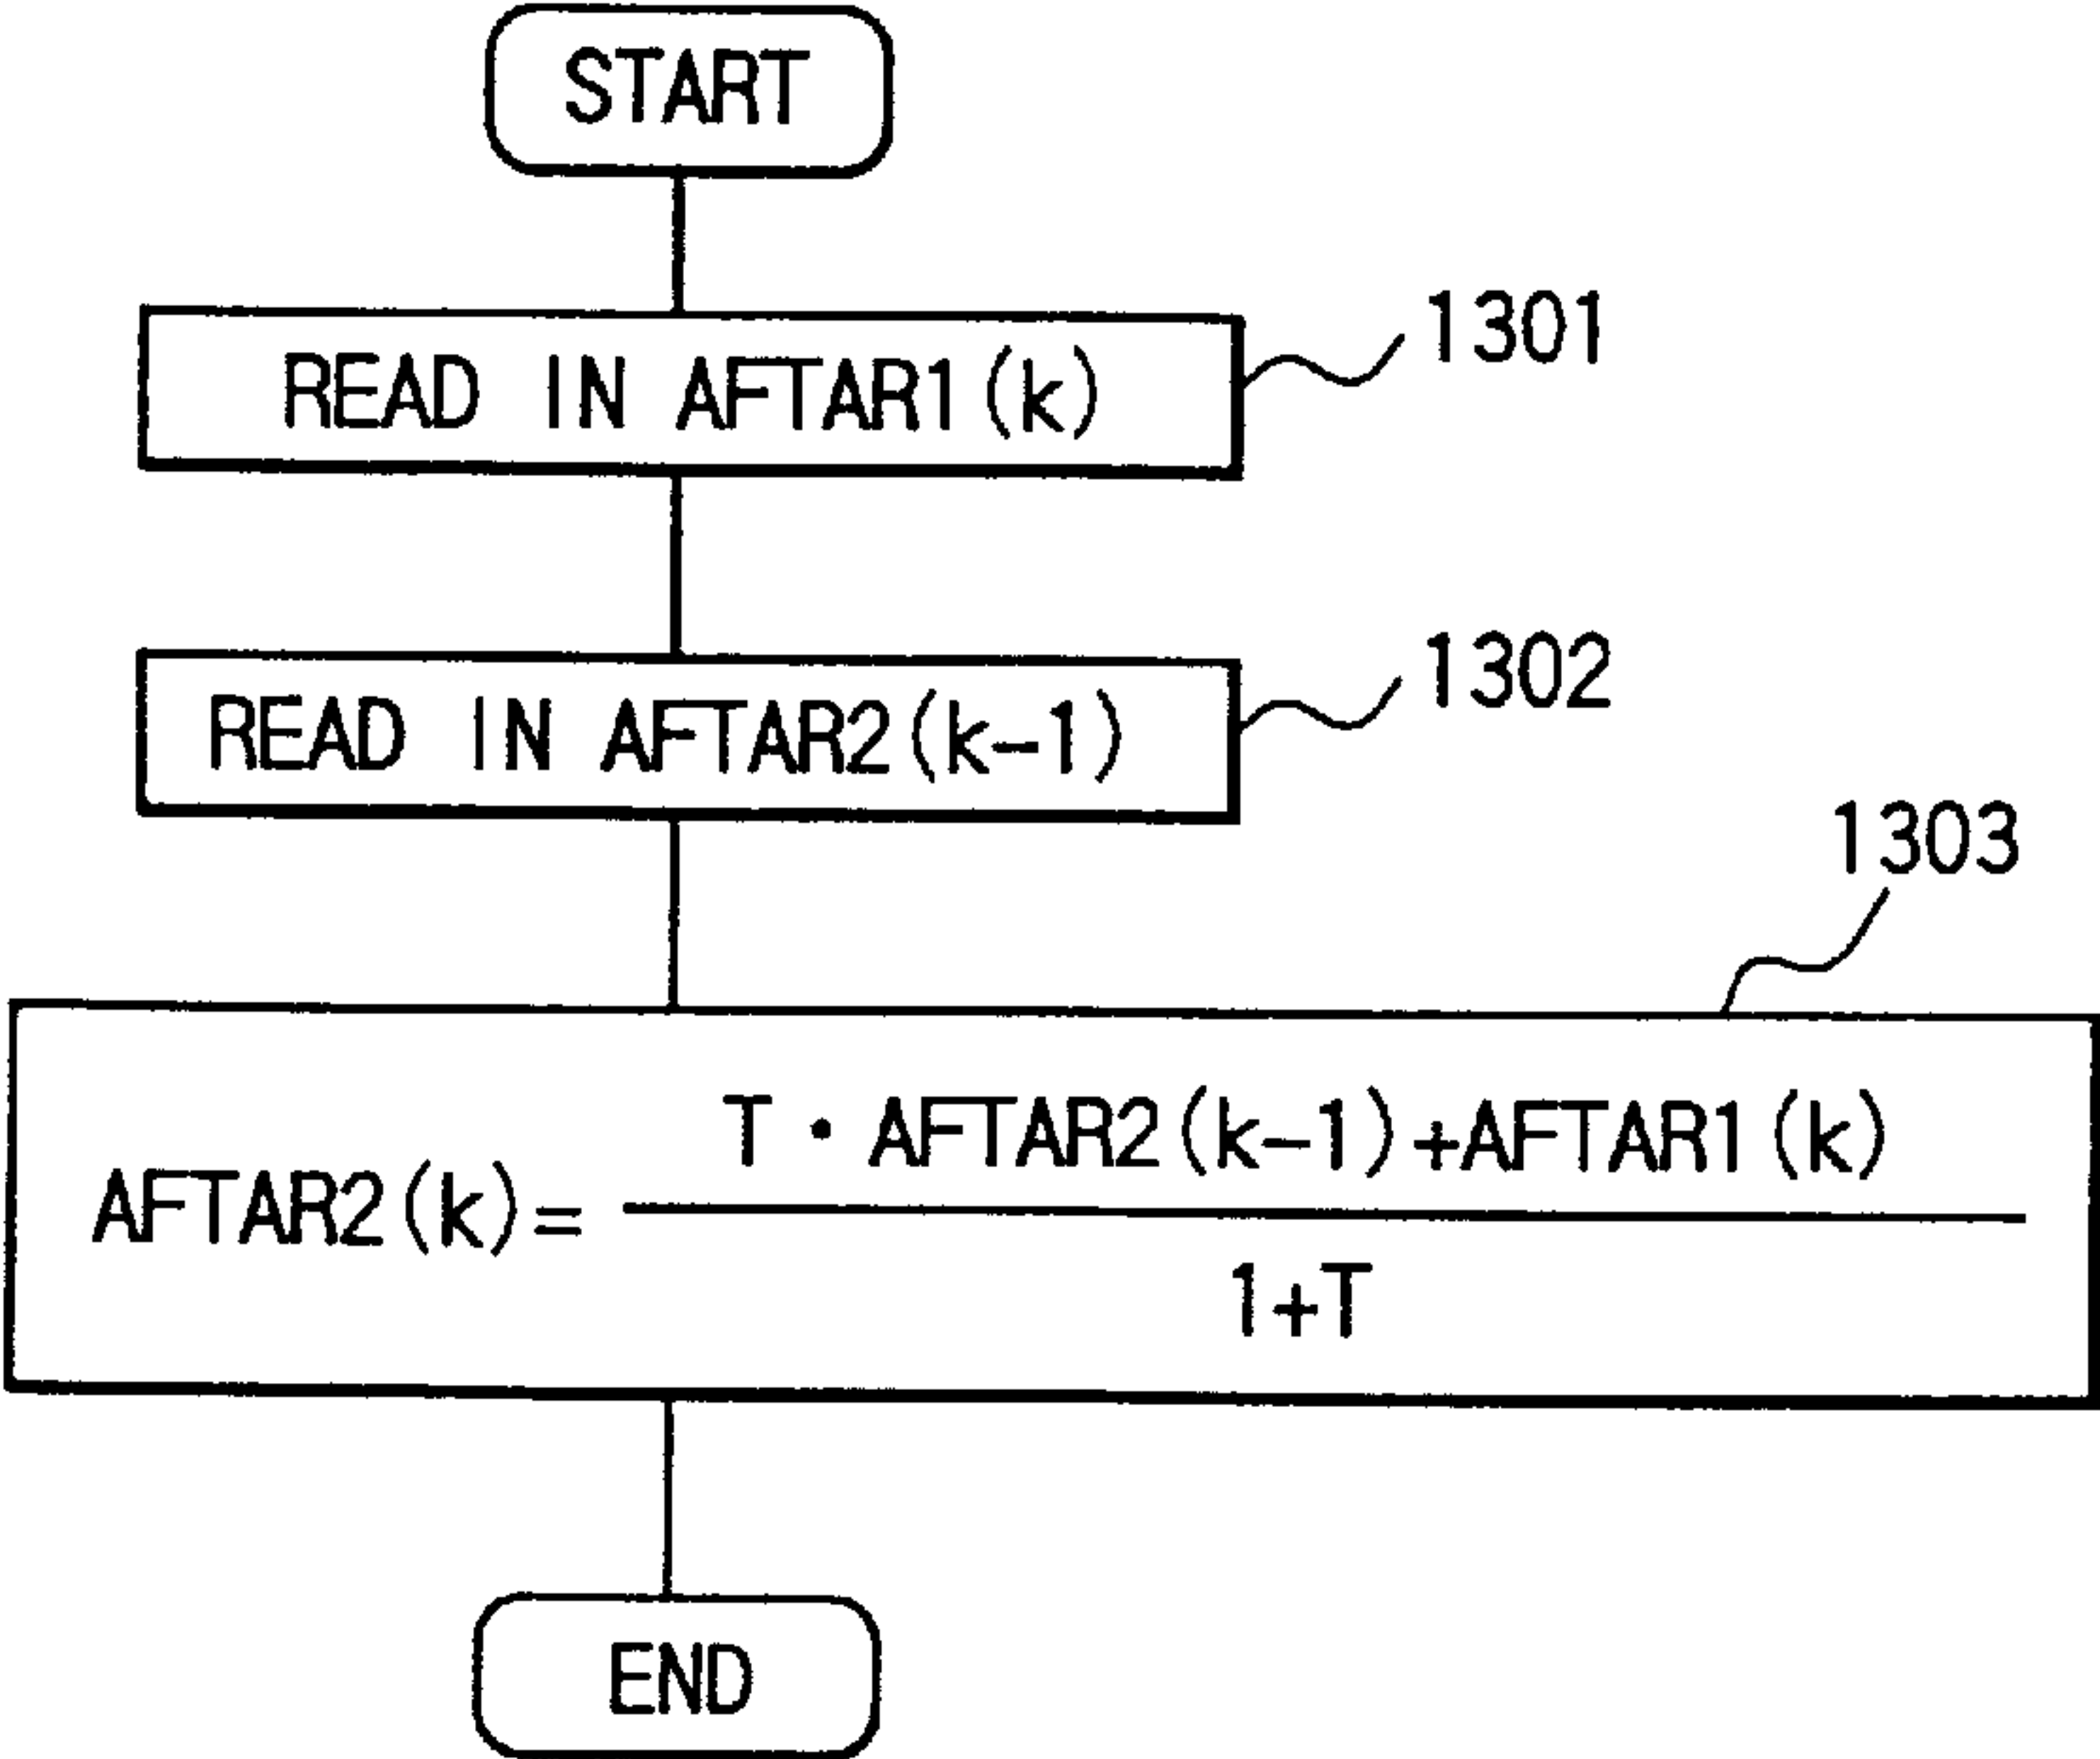 START
READ IN AFTAR1(k)
1301
READ IN AFTAR2(k-1)
1302
1303
T・AFTAR2(k-1)+AFTAR1(k)
AFTAR2(k)=
1+T
END